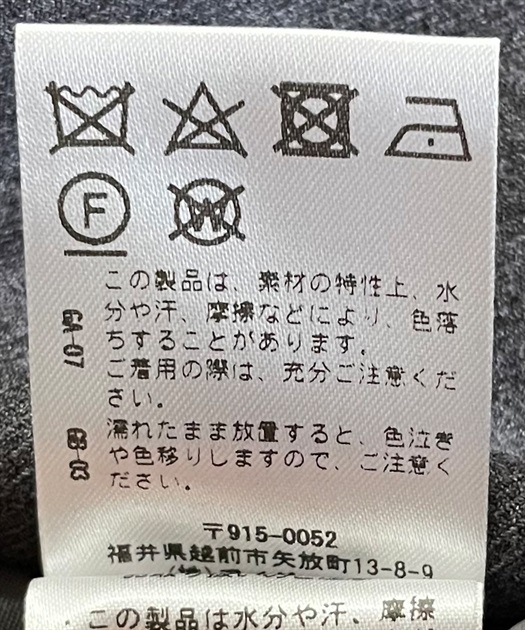 F
W
この製品は、素材の特性上、水
分や汗、摩擦などにより、色落
ちすることがあります。
ご着用の際は、充分ご注意くだ
さい。
GA-07
濡れたまま放置すると、色泣き
や色移りしますので、ご注意く
ださい。
〒915-0052
福井県越前市矢放町13-8-9
この製品は水分や汗、摩擦